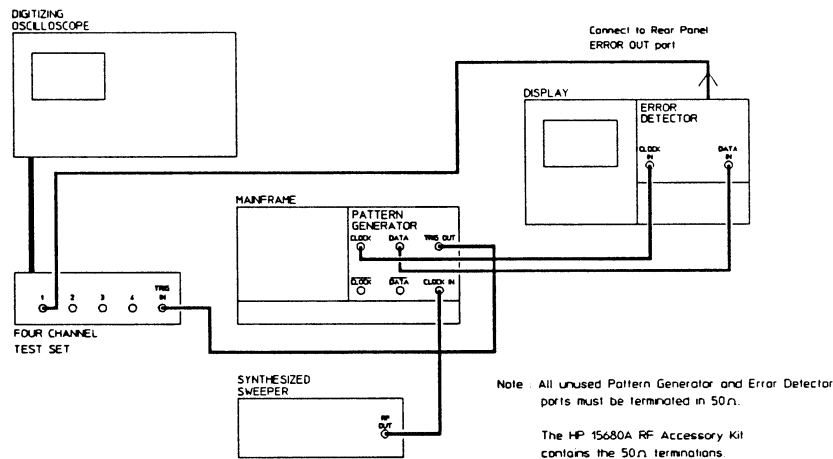 DIGITIZING
OSCILLOSCOPE
Connect to Rear Panel
ERROR OUT port
DISPLAY
ERROR
DETECTOR
CLOCK
IN
DATA
IN
MAINFRAME
PATTERN
GENERATOR
CLOCK DATA TRIG OUT
CLOCK DATA CLOCK IN
1 2 3 4 TRIG
IN
FOUR CHANNEL
TEST SET
SYNTHESIZED
SWEEPER
RF
OUT
Note : All unused Pattern Generator and Error Detector
ports must be terminated in 50Ω.
The HP 15680A RF Accessory Kit
contains the 50Ω terminations.